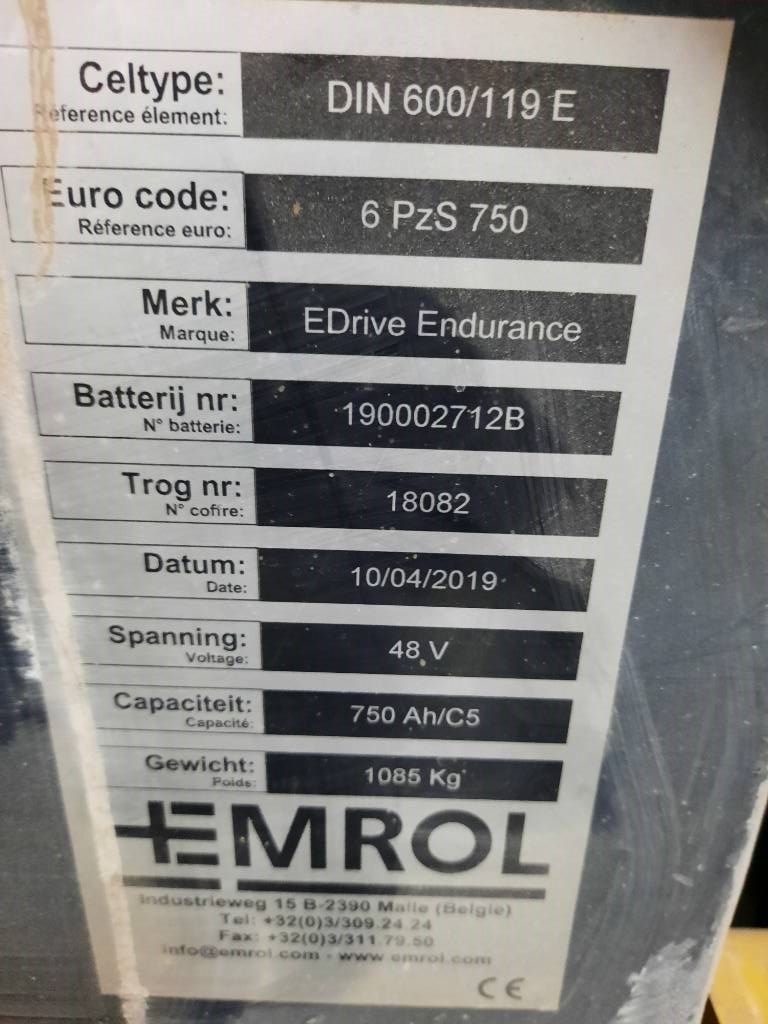 Celtype: DIN 600/119 E
Réference élement:
Euro code: 6 PzS 750
Réference euro:
Merk: EDrive Endurance
Marque:
Batterij nr: 190002712B
N° batterie:
Trog nr: 18082
N° cofire:
Datum: 10/04/2019
Date:
Spanning: 48 V
Voltage:
Capaciteit: 750 Ah/C5
Capacité:
Gewicht: 1085 Kg
Poids:
EMROL
Industrieweg 15 B-2390 Malle (Belgie)
Tel: +32(0)3/309.24.24
Fax: +32(0)3/311.79.50
info@emrol.com - www.emrol.com
CE